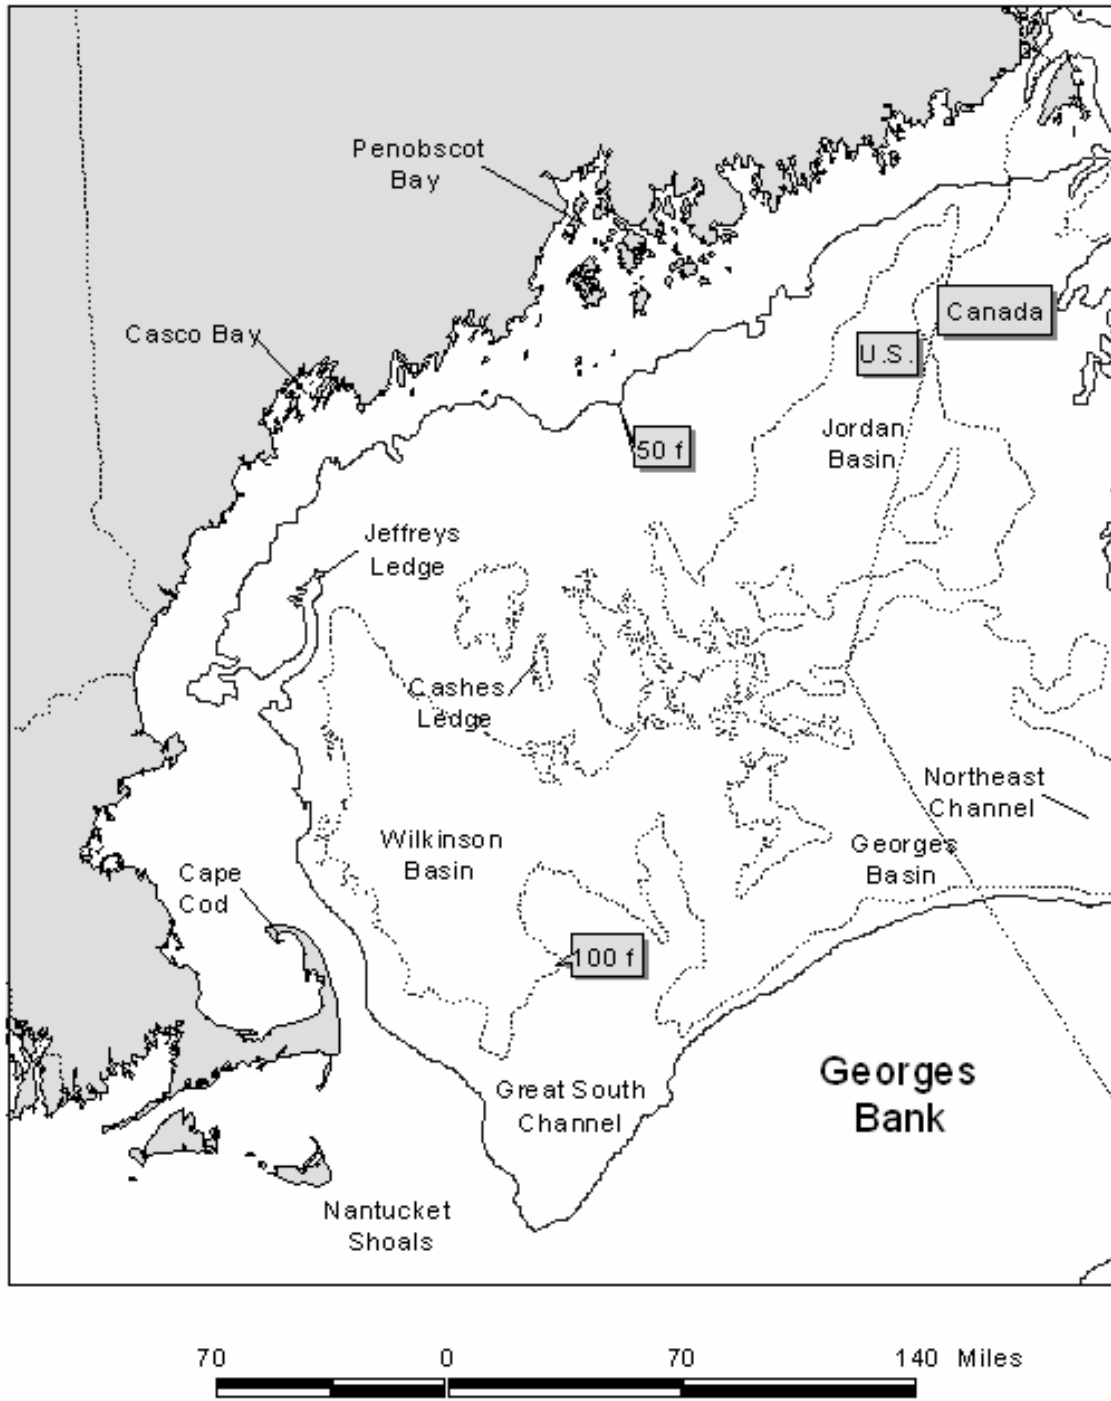 Penobscot
Bay
Casco Bay
Canada
U.S.
Jordan
Basin
50 f
Jeffreys
Ledge
Cashes
Ledge
Northeast
Channel
Wilkinson
Basin
Georges
Basin
Cape
Cod
100 f
Georges
Bank
Great South
Channel
Nantucket
Shoals
70 0 70 140 Miles